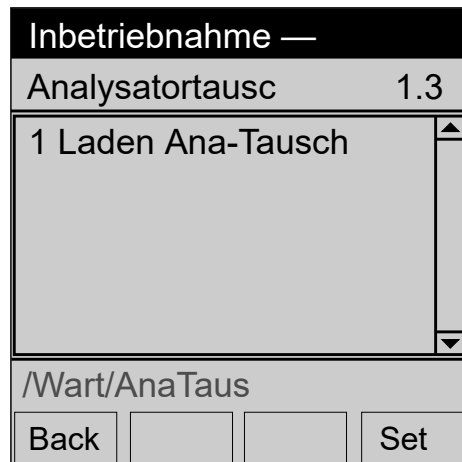 Inbetriebnahme —
Analysatortausc 1.3
1 Laden Ana-Tausch
/Wart/AnaTaus
Back Set